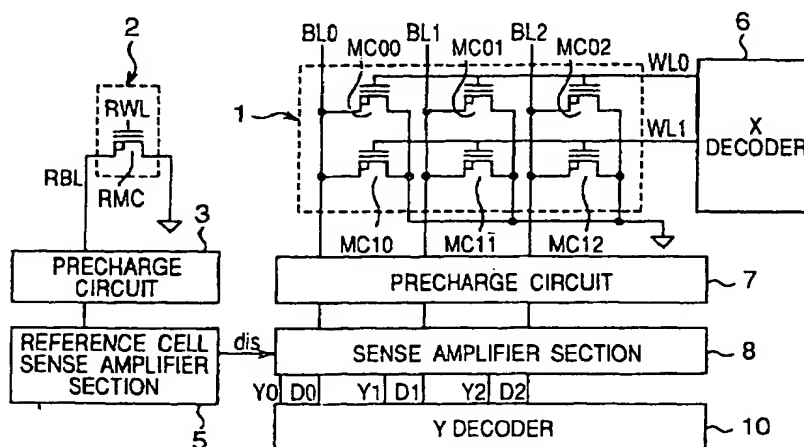 2
BL0 BL1 BL2
6
MC00 MC01 MC02
WL0
RWL
1
X
DECODER
WL1
RBL
RMC
3
MC10 MC11 MC12
PRECHARGE
CIRCUIT
PRECHARGE CIRCUIT
7
REFERENCE CELL
SENSE AMPLIFIER
SECTION
dis
SENSE AMPLIFIER SECTION
8
Y0 D0 Y1 D1 Y2 D2
5
Y DECODER
10